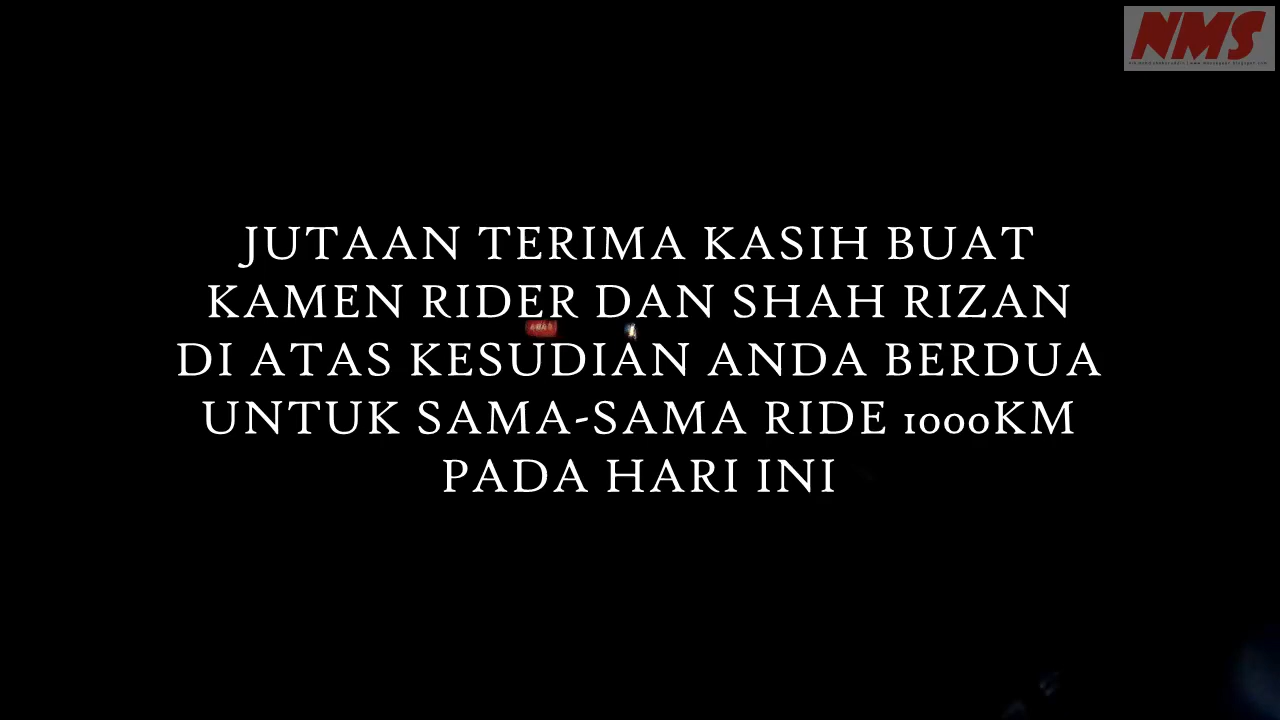 NMS
JUTAAN TERIMA KASIH BUAT
KAMEN RIDER DAN SHAH RIZAN
DI ATAS KESUDIAN ANDA BERDUA
UNTUK SAMA-SAMA RIDE 1000KM
PADA HARI INI